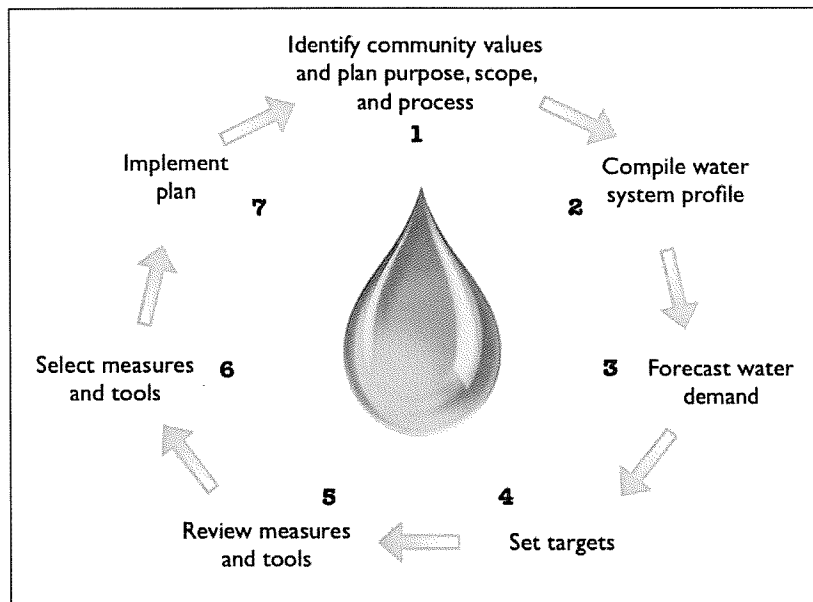 Identify community values
and plan purpose, scope,
and process
1
Compile water
system profile
2
3 Forecast water
demand
4
Set targets
5
Review measures
and tools
Select measures 6
and tools
Implement
plan
7